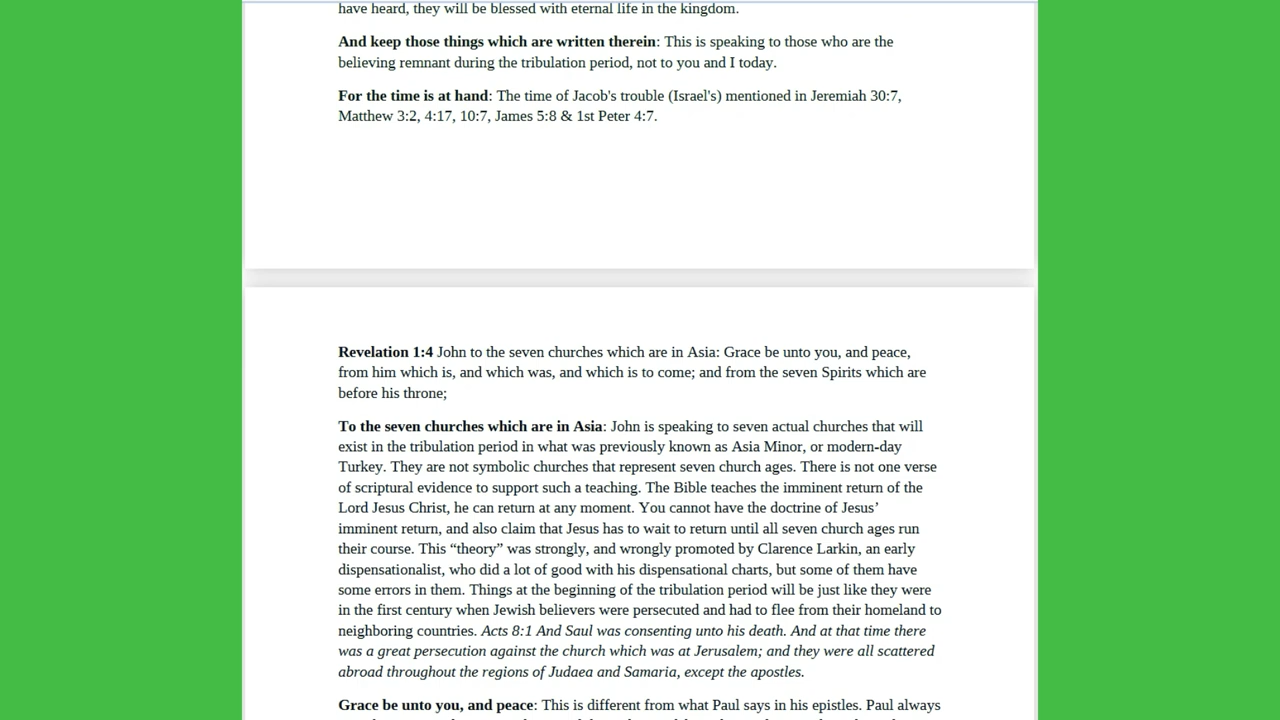 have heard, they will be blessed with eternal life in the kingdom.
And keep those things which are written therein: This is speaking to those who are the
believing remnant during the tribulation period, not to you and I today.
For the time is at hand: The time of Jacob's trouble (Israel's) mentioned in Jeremiah 30:7,
Matthew 3:2, 4:17, 10:7, James 5:8 & 1st Peter 4:7.
Revelation 1:4 John to the seven churches which are in Asia: Grace be unto you, and peace,
from him which is, and which was, and which is to come; and from the seven Spirits which are
before his throne;
To the seven churches which are in Asia: John is speaking to seven actual churches that will
exist in the tribulation period in what was previously known as Asia Minor, or modern-day
Turkey. They are not symbolic churches that represent seven church ages. There is not one verse
of scriptural evidence to support such a teaching. The Bible teaches the imminent return of the
Lord Jesus Christ, he can return at any moment. You cannot have the doctrine of Jesus’
imminent return, and also claim that Jesus has to wait to return until all seven church ages run
their course. This “theory” was strongly, and wrongly promoted by Clarence Larkin, an early
dispensationalist, who did a lot of good with his dispensational charts, but some of them have
some errors in them. Things at the beginning of the tribulation period will be just like they were
in the first century when Jewish believers were persecuted and had to flee from their homeland to
neighboring countries. Acts 8:1 And Saul was consenting unto his death. And at that time there
was a great persecution against the church which was at Jerusalem; and they were all scattered
abroad throughout the regions of Judaea and Samaria, except the apostles.
Grace be unto you, and peace: This is different from what Paul says in his epistles. Paul always